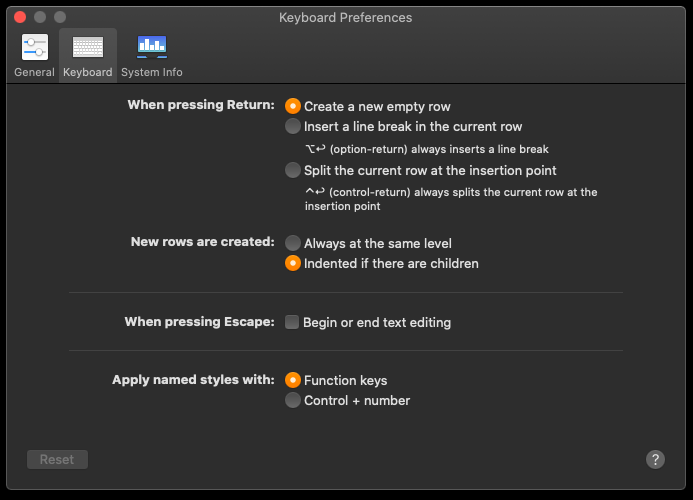 Keyboard Preferences
General
Keyboard
System Info
When pressing Return:
Create a new empty row
Insert a line break in the current row
⌥↩ (option-return) always inserts a line break
Split the current row at the insertion point
^↩ (control-return) always splits the current row at the
insertion point
New rows are created:
Always at the same level
Indented if there are children
When pressing Escape:
Begin or end text editing
Apply named styles with:
Function keys
Control + number
Reset
?